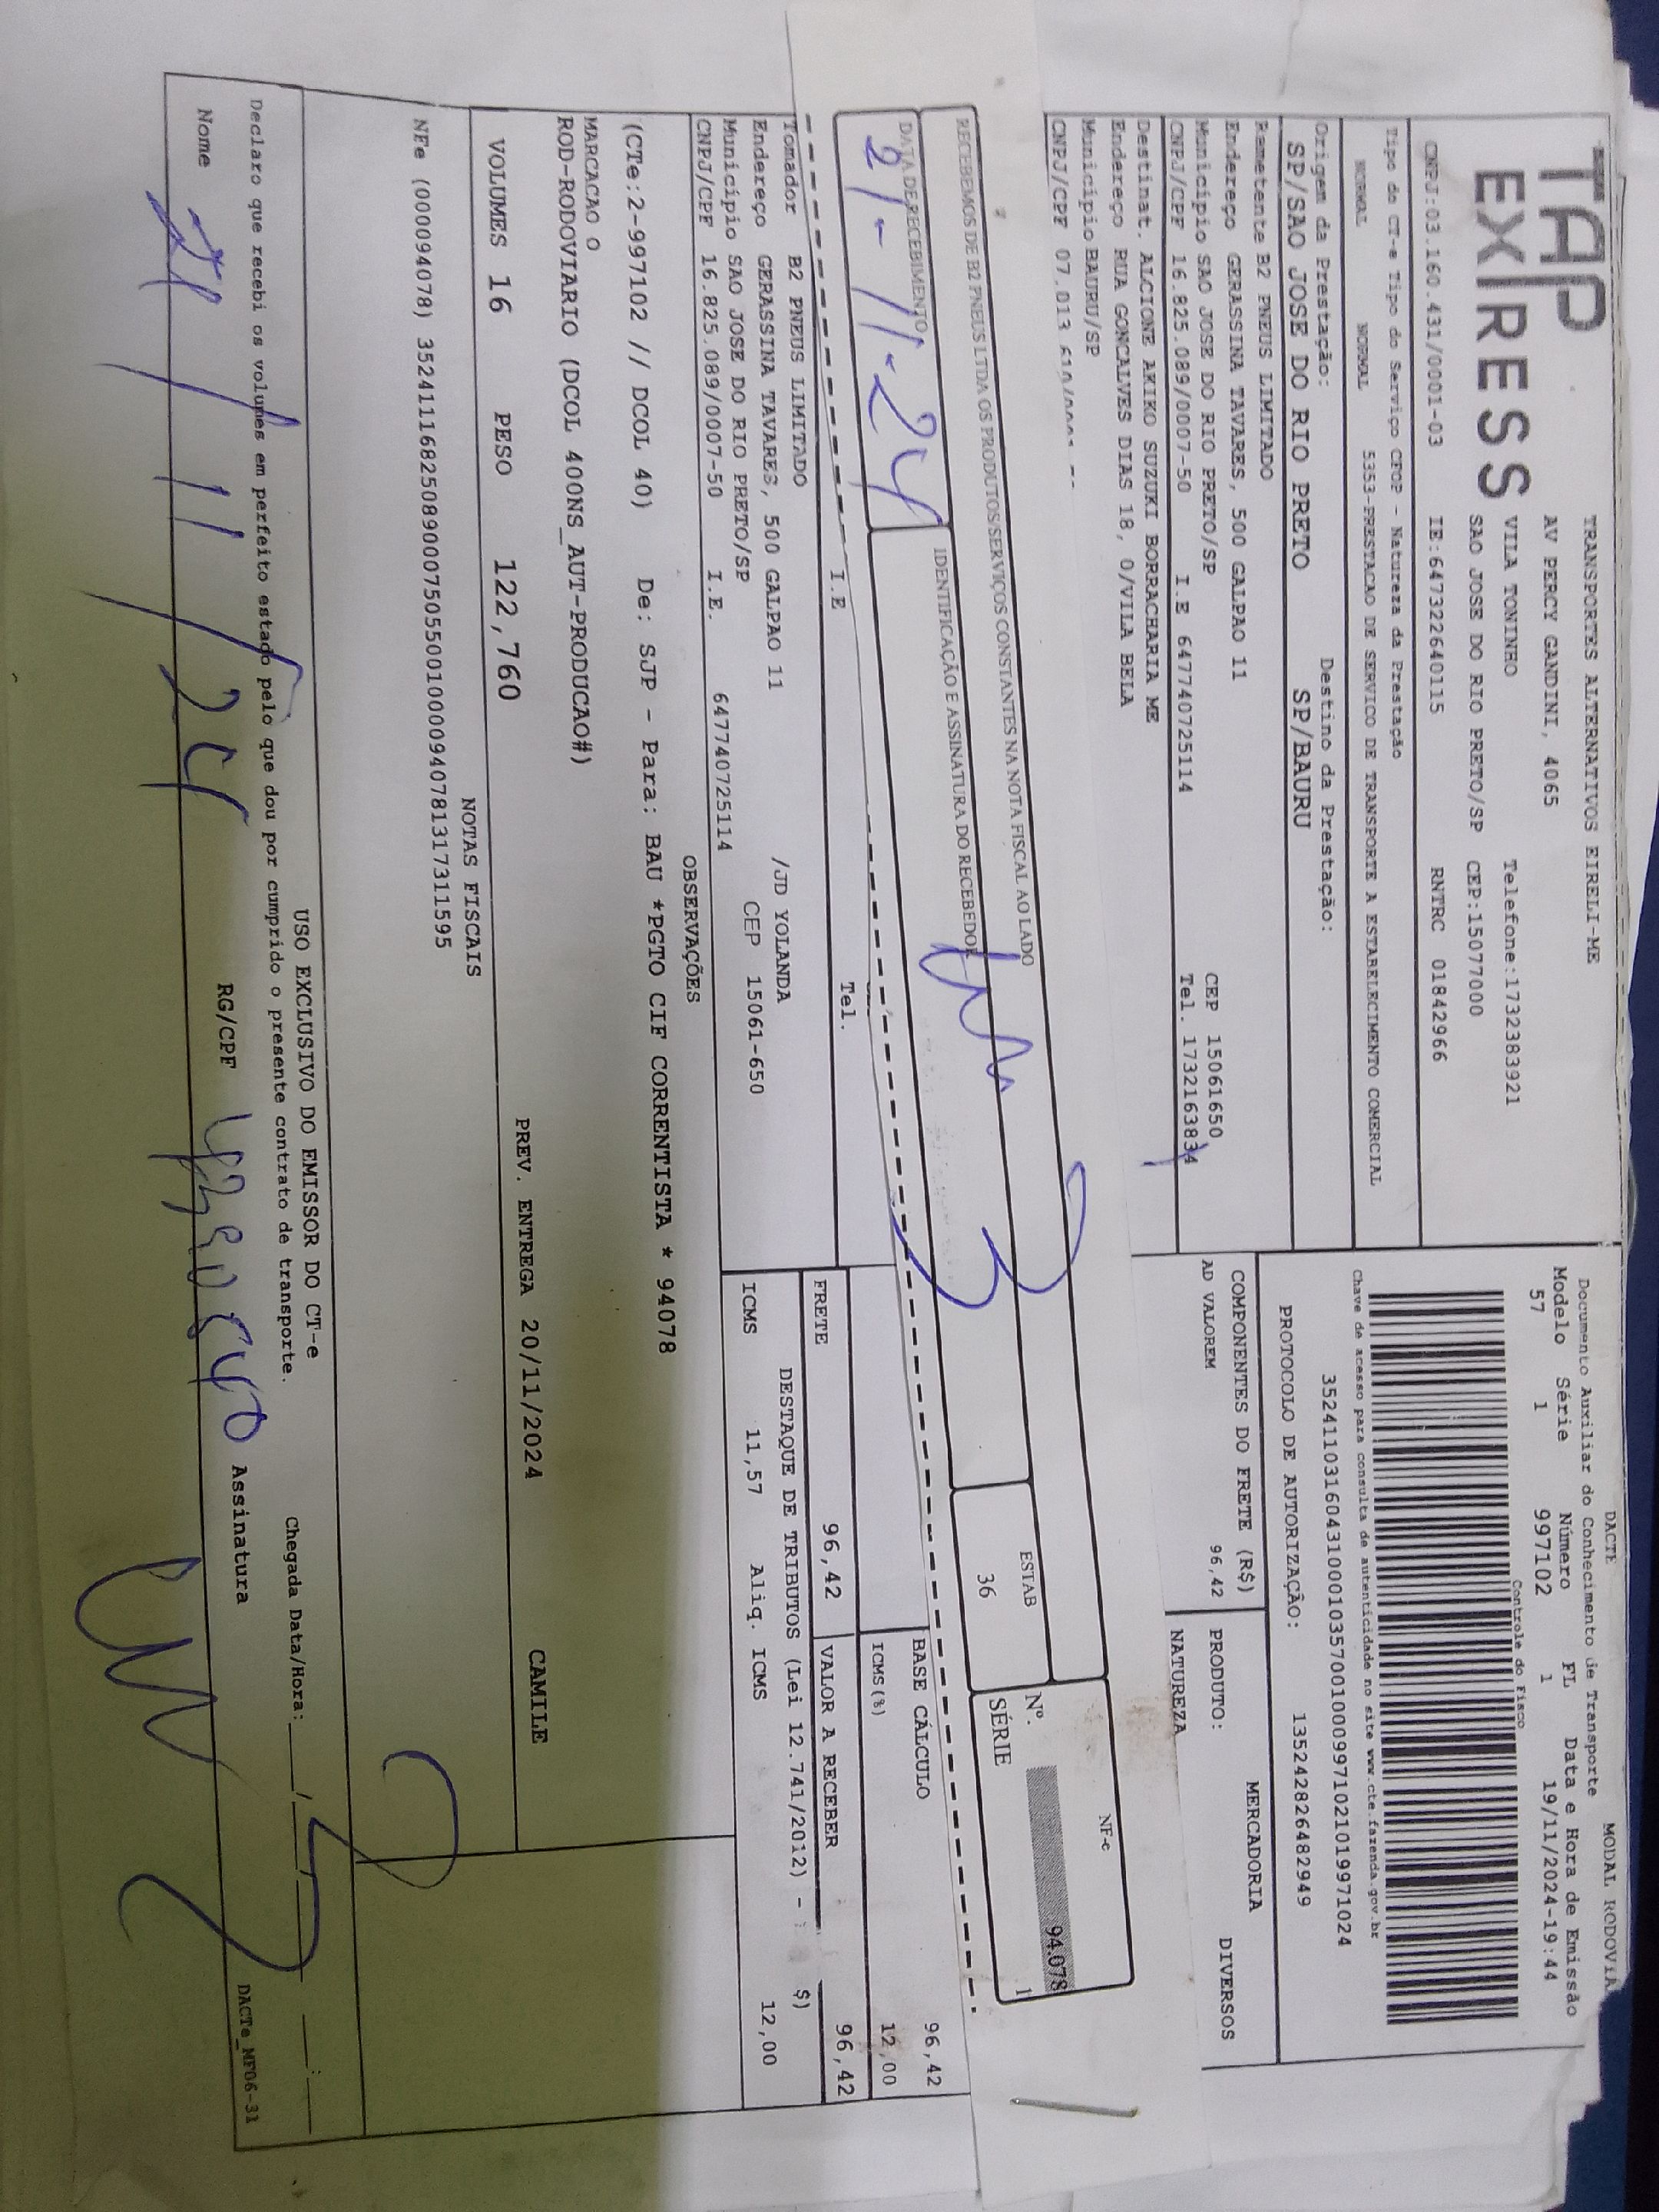 TAP EXPRESS
TRANSPORTES ALTERNATIVOS EIRELI-ME
AV PERCY GANDINI, 4065
VILA TONINHO Telefone:1732383921
SAO JOSE DO RIO PRETO/SP CEP:15077000
CNPJ:03.160.431/0001-03 IE:647322640115 RNTRC 01842966
DACTE MODAL RODOVIA
Documento Auxiliar do Conhecimento de Transporte
Modelo Série Número FL Data e Hora de Emissão
57 1 997102 1 19/11/2024-19:44
Controle do Fisco
Chave de acesso para consulta de autenticidade no site www.cte.fazenda.gov.br
35241103160431000103570010009971021019971024
PROTOCOLO DE AUTORIZAÇÃO: 135242826482949
Tipo do CT-e Tipo do Serviço CFOP - Natureza da Prestação
NORMAL NORMAL 5353-PRESTACAO DE SERVICO DE TRANSPORTE A ESTABELECIMENTO COMERCIAL
Origem da Prestação: Destino da Prestação:
SP/SAO JOSE DO RIO PRETO SP/BAURU
Remetente B2 PNEUS LIMITADO
Endereço GERASSINA TAVARES, 500 GALPAO 11 CEP 15061650
Município SAO JOSE DO RIO PRETO/SP Tel. 1732163834
CNPJ/CPF 16.825.089/0007-50 I.E 647740725114
Destinat. ALCIONE AKIKO SUZUKI BORRACHARIA ME
Endereço RUA GONCALVES DIAS 18, 0/VILA BELA
Município BAURU/SP
CNPJ/CPF 07.013
COMPONENTES DO FRETE (R$)
AD VALOREM 96,42
MERCADORIA
PRODUTO: DIVERSOS
NATUREZA
RECEBEMOS DE B2 PNEUS LTDA OS PRODUTOS/SERVIÇOS CONSTANTES NA NOTA FISCAL AO LADO
DATA DE RECEBIMENTO IDENTIFICAÇÃO E ASSINATURA DO RECEBEDOR
21-11-24
ESTAB
36
NF-e
Nº. 94.078
SÉRIE 1
I.E Tel.
BASE CÁLCULO 96,42
ICMS(%) 12,00
FRETE 96,42 VALOR A RECEBER 96,42
Tomador B2 PNEUS LIMITADO
Endereço GERASSINA TAVARES, 500 GALPAO 11 /JD YOLANDA
Município SAO JOSE DO RIO PRETO/SP CEP 15061-650
CNPJ/CPF 16.825.089/0007-50 I.E. 647740725114
DESTAQUE DE TRIBUTOS (Lei 12.741/2012) - $)
ICMS 11,57 Aliq. ICMS 12,00
OBSERVAÇÕES
(CTe:2-997102 // DCOL 40) De: SJP - Para: BAU *PGTO CIF CORRENTISTA * 94078
MARCACAO O
ROD-RODOVIARIO (DCOL 400NS_AUT-PRODUCAO#)
VOLUMES 16 PESO 122,760 PREV. ENTREGA 20/11/2024 CAMILE
NOTAS FISCAIS
NFe (000094078) 35241116825089000750550010000940781317311595
USO EXCLUSIVO DO EMISSOR DO CT-e
Declaro que recebi os volumes em perfeito estado pelo que dou por cumprido o presente contrato de transporte. Chegada Data/Hora:____/____/____ ___:___
Nome 21/11/24 RG/CPF Assinatura
DACTe_MF06-31